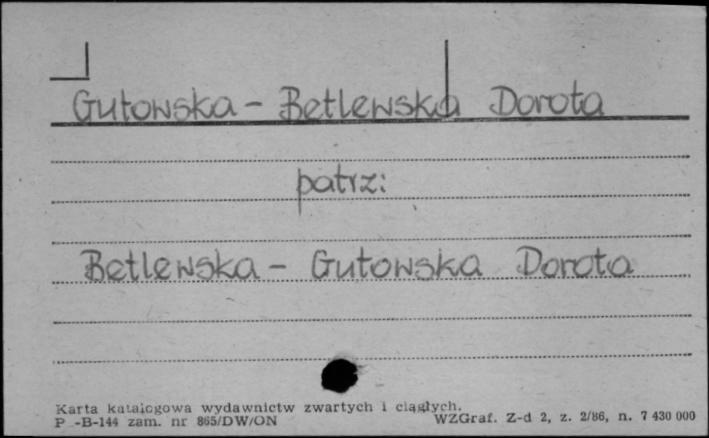 Gutowska - Betlewska Dorota
patrz:
Betlewska - Gutowska Dorota
Karta katalogowa wydawnictw zwartych i ciągłych.
P -B-144 zam. nr 865/DW/ON WZGraf. Z-d 2, z. 2/86, n. 7 430 000